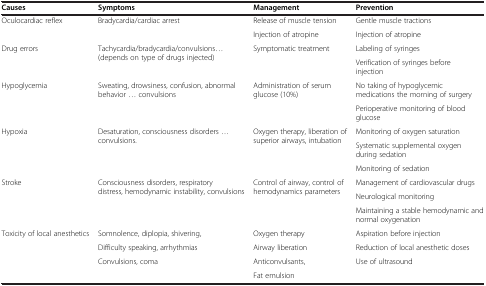 Causes Symptoms Management Prevention
Oculocardiac reflex Bradycardia/cardiac arrest Release of muscle tension Gentle muscle tractions
Injection of atropine Injection of atropine
Drug errors Tachycardia/bradycardia/convulsions… Symptomatic treatment Labeling of syringes
(depends on type of drugs injected)
Verification of syringes before
injection
Hypoglycemia Sweating, drowsiness, confusion, abnormal Administration of serum No taking of hypoglycemic
behavior … convulsions glucose (10%) medications the morning of surgery
Perioperative monitoring of blood
glucose
Hypoxia Desaturation, consciousness disorders … Oxygen therapy, liberation of Monitoring of oxygen saturation
convulsions. superior airways, intubation
Systematic supplemental oxygen
during sedation
Monitoring of sedation
Stroke Consciousness disorders, respiratory Control of airway, control of Management of cardiovascular drugs
distress, hemodynamic instability, convulsions hemodynamics parameters
Neurological monitoring
Maintaining a stable hemodynamic and
normal oxygenation
Toxicity of local anesthetics Somnolence, diplopia, shivering, Oxygen therapy Aspiration before injection
Difficulty speaking, arrhythmias Airway liberation Reduction of local anesthetic doses
Convulsions, coma Anticonvulsants, Use of ultrasound
Fat emulsion